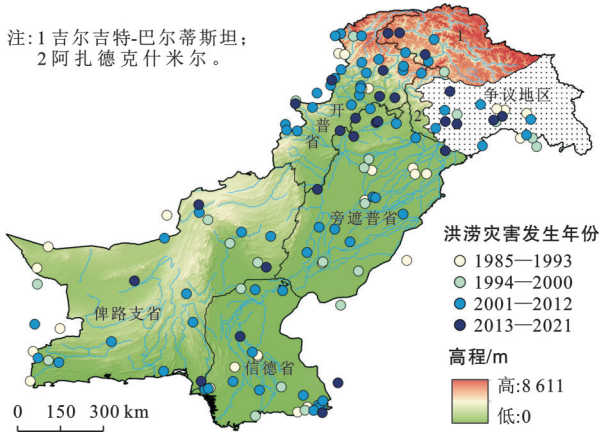 注:1 吉尔吉特-巴尔蒂斯坦;
2 阿扎德克什米尔。
1
争议地区
2
开
普
省
旁遮普省
俾路支省
信德省
洪涝灾害发生年份
1985—1993
1994—2000
2001—2012
2013—2021
高程/m
高:8 611
低:0
0 150 300 km